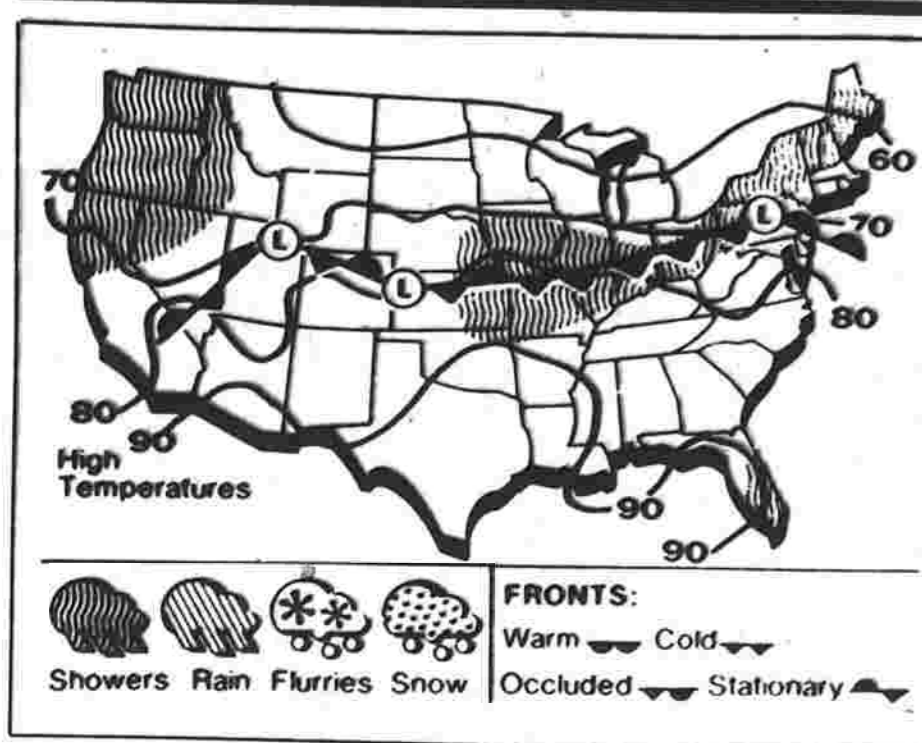 60
70
L
L
70
L
80
80
90
90
90
High
Temperatures
Showers Rain Flurries Snow
FRONTS:
Warm Cold
Occluded Stationary